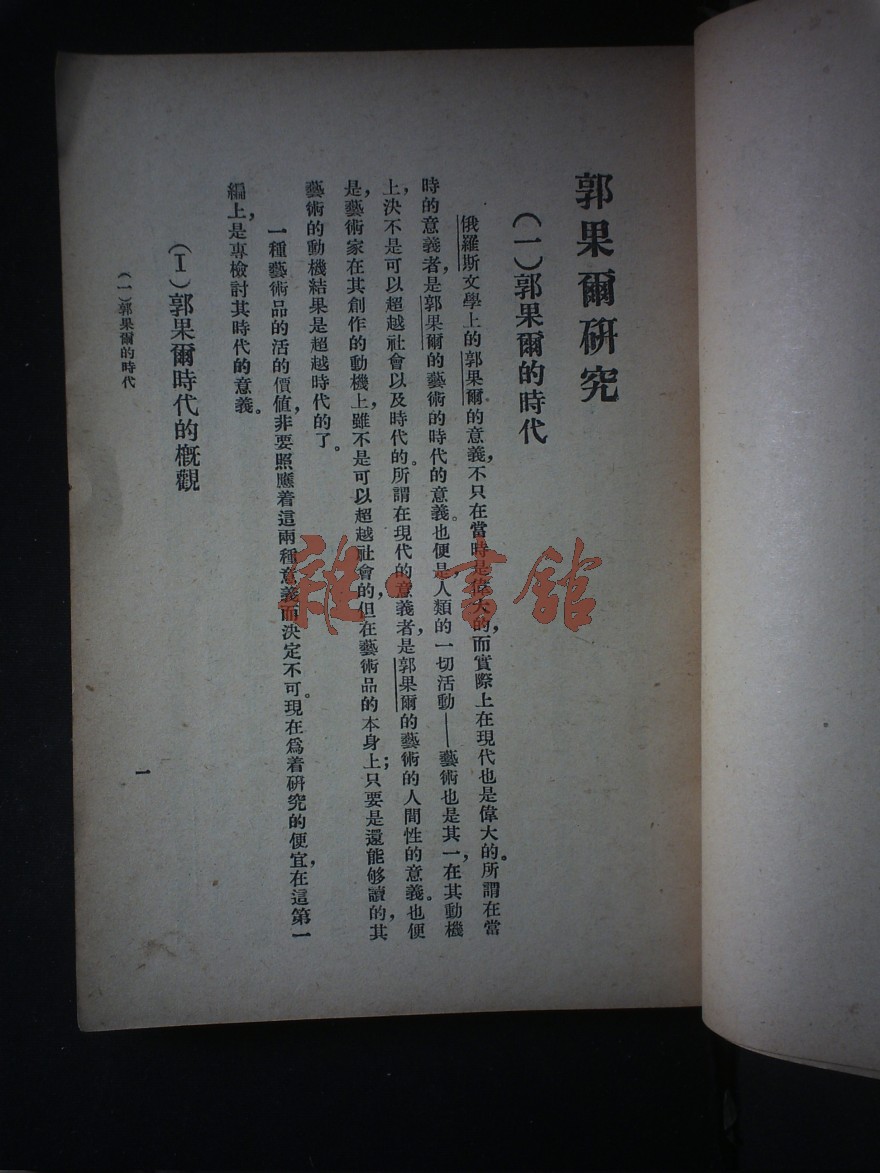 郭果爾研究
(一)郭果爾的時代
俄羅斯文學上的郭果爾的意義,不只在當時是偉大的,而實際上在現代也是偉大的。所謂在當
時的意義者,是郭果爾的藝術的時代的意義。也便是,人類的一切活動——藝術也是其一,在其動機
上,決不是可以超越社會以及時代的。所謂在現代的意義者,是郭果爾的藝術的人間性的意義。也便
是,藝術家在其創作的動機上,雖不是可以超越社會的,但在藝術品的本身上;只要是還能够讀的,其
藝術的動機結果是超越時代的了。
一種藝術品的活的價值,非要照應着這兩種意義而決定不可。現在為着研究的便宜,在這第一
編上,是專檢討其時代的意義。
(I)郭果爾時代的概觀
(一)郭果爾的時代
一
雜·書館